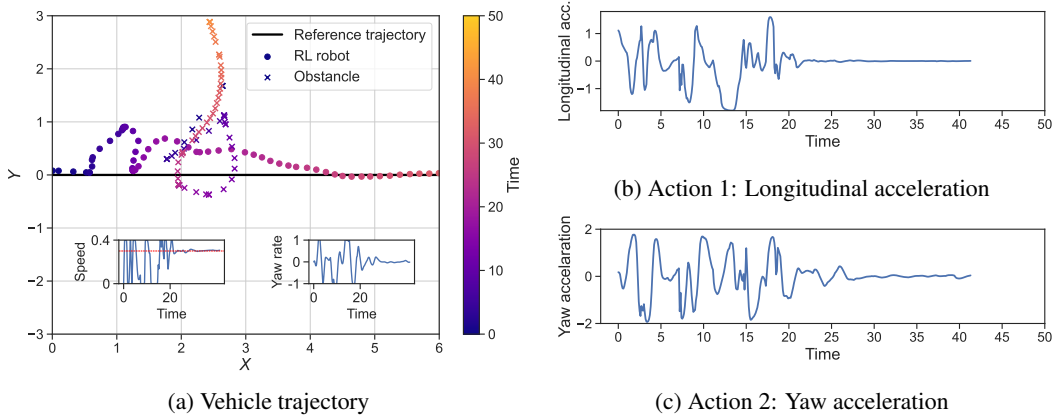 3
2
1
0
−1
−2
−3
Y
0 1 2 3 4 5 6
X
Reference trajectory
RL robot
Obstancle
0.4
0
Speed
0 20
Time
1
0
-1
Yaw rate
0 20
Time
50
40
30
20
10
0
Time
(a) Vehicle trajectory
Longitudinal acc.
1
0
−1
0 5 10 15 20 25 30 35 40 45 50
Time
(b) Action 1: Longitudinal acceleration
Yaw accelaration
2
0
−2
0 5 10 15 20 25 30 35 40 45 50
Time
(c) Action 2: Yaw acceleration